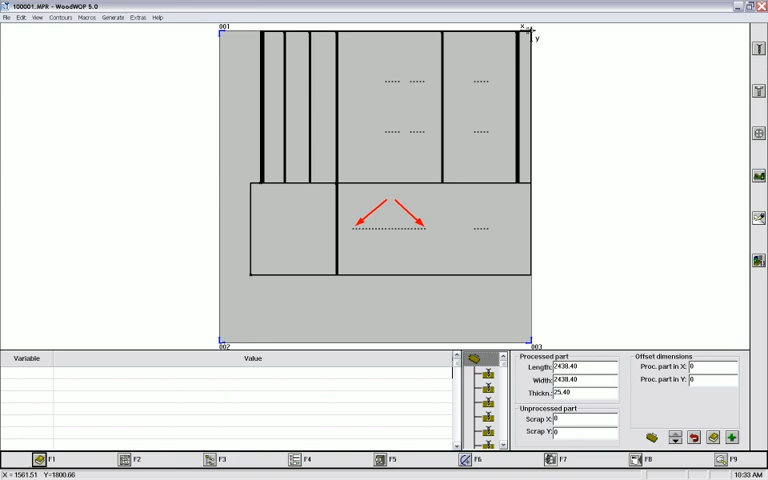 100001.MPR - WoodWOP 5.0
File Edit View Contours Macros Generate Extras Help
001
x
y
002
003
Variable Value
Processed part
Length: 2438.40
Width: 2438.40
Thickn.: 25.40
Unprocessed part
Scrap X: 0
Scrap Y: 0
Offset dimensions
Proc. part in X: 0
Proc. part in Y: 0
F1 F2 F3 F4 F5 F6 F7 F8 F9
X = 1561.51 Y=1800.66
10:33 AM